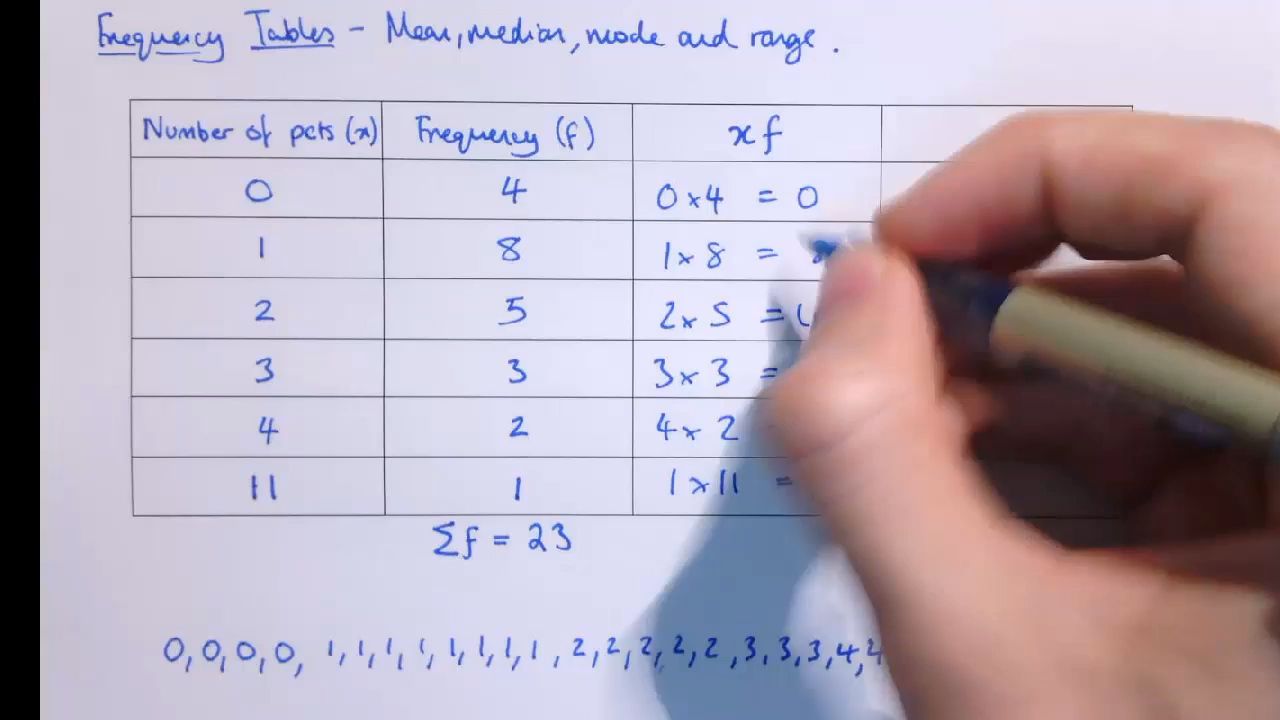 Frequency Tables - Mean, median, mode and range.
Number of pets (x) Frequency (f) xf
0 4 0 x 4 = 0
1 8 1 x 8 =
2 5 2 x 5 =
3 3 3 x 3 =
4 2 4 x 2
11 1 1 x 11 =
Σf = 23
0, 0, 0, 0, 1, 1, 1, 1, 1, 1, 1, 1, 2, 2, 2, 2, 2, 3, 3, 3, 4, 4